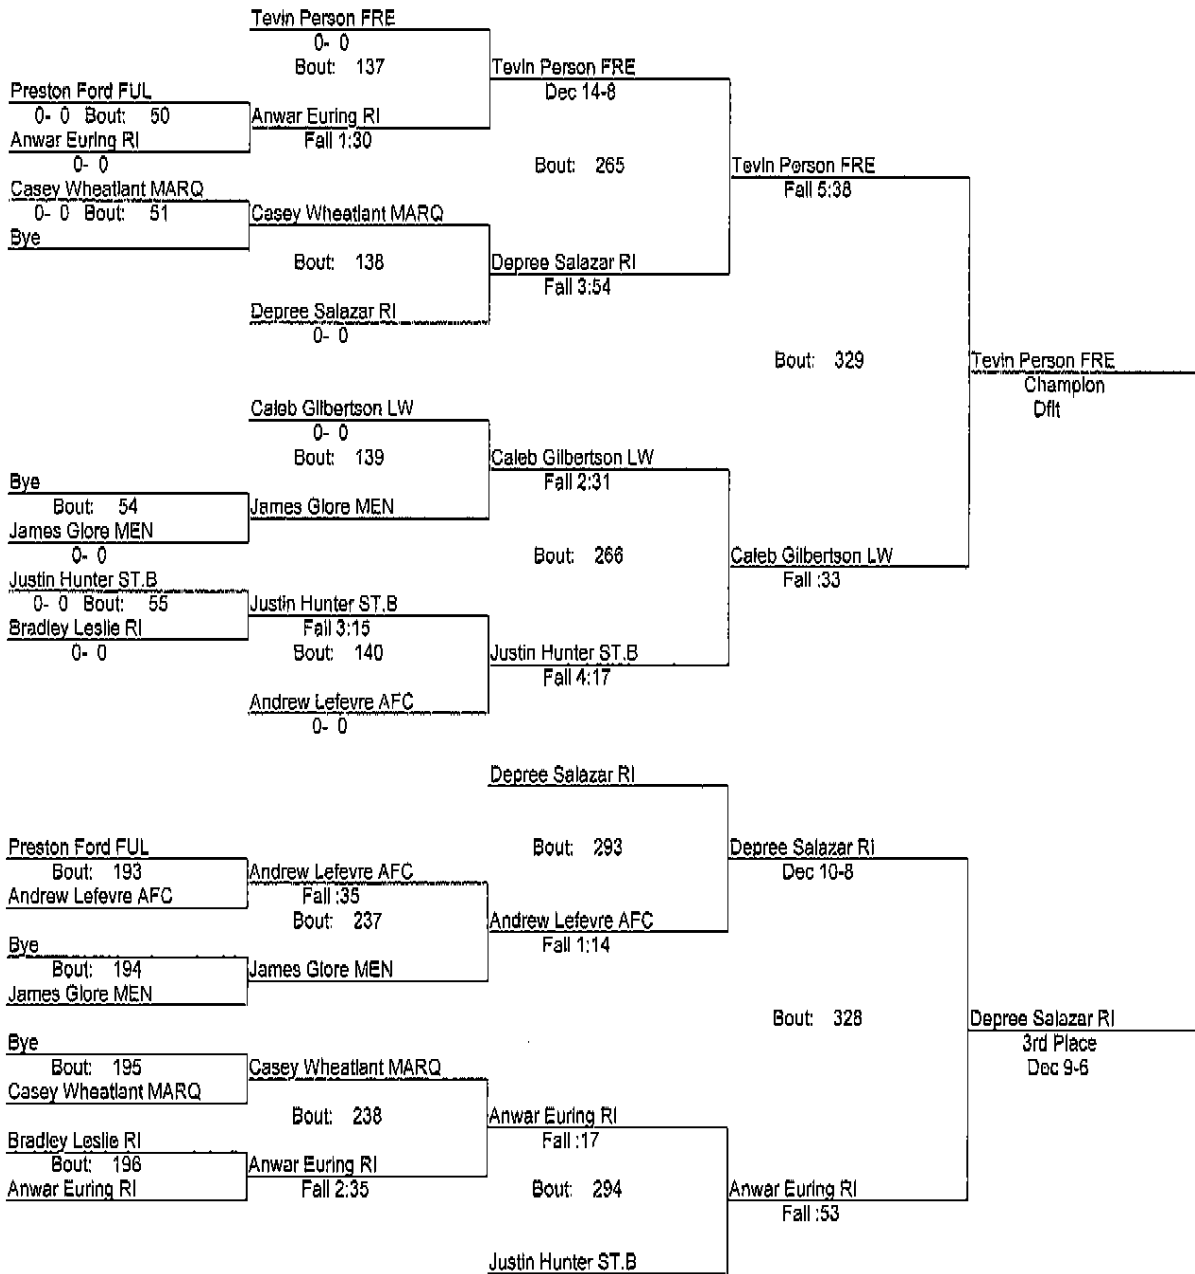 Tevin Person FRE
0- 0
Bout: 137
Tevin Person FRE
Dec 14-8
Preston Ford FUL
0- 0 Bout: 50
Anwar Euring RI
Fall 1:30
Anwar Euring RI
0- 0
Bout: 265
Tevin Person FRE
Fall 5:38
Casey Wheatlant MARQ
0- 0 Bout: 51
Casey Wheatlant MARQ
Bye
Bout: 138
Depree Salazar RI
Fall 3:54
Depree Salazar RI
0- 0
Bout: 329
Tevin Person FRE
Champion
Dflt
Caleb Gilbertson LW
0- 0
Bout: 139
Caleb Gilbertson LW
Fall 2:31
Bye
Bout: 54
James Glore MEN
James Glore MEN
0- 0
Bout: 266
Caleb Gilbertson LW
Fall :33
Justin Hunter ST.B
0- 0 Bout: 55
Justin Hunter ST.B
Fall 3:15
Bradley Leslie RI
0- 0
Bout: 140
Justin Hunter ST.B
Fall 4:17
Andrew Lefevre AFC
0- 0
Depree Salazar RI
Preston Ford FUL
Bout: 193
Andrew Lefevre AFC
Bout: 293
Depree Salazar RI
Dec 10-8
Andrew Lefevre AFC
Fall :35
Bout: 237
Andrew Lefevre AFC
Fall 1:14
Bye
Bout: 194
James Glore MEN
James Glore MEN
Bout: 328
Depree Salazar RI
3rd Place
Dec 9-6
Bye
Bout: 195
Casey Wheatlant MARQ
Casey Wheatlant MARQ
Bout: 238
Anwar Euring RI
Fall :17
Bradley Leslie RI
Bout: 196
Anwar Euring RI
Anwar Euring RI
Fall 2:35
Bout: 294
Anwar Euring RI
Fall :53
Justin Hunter ST.B